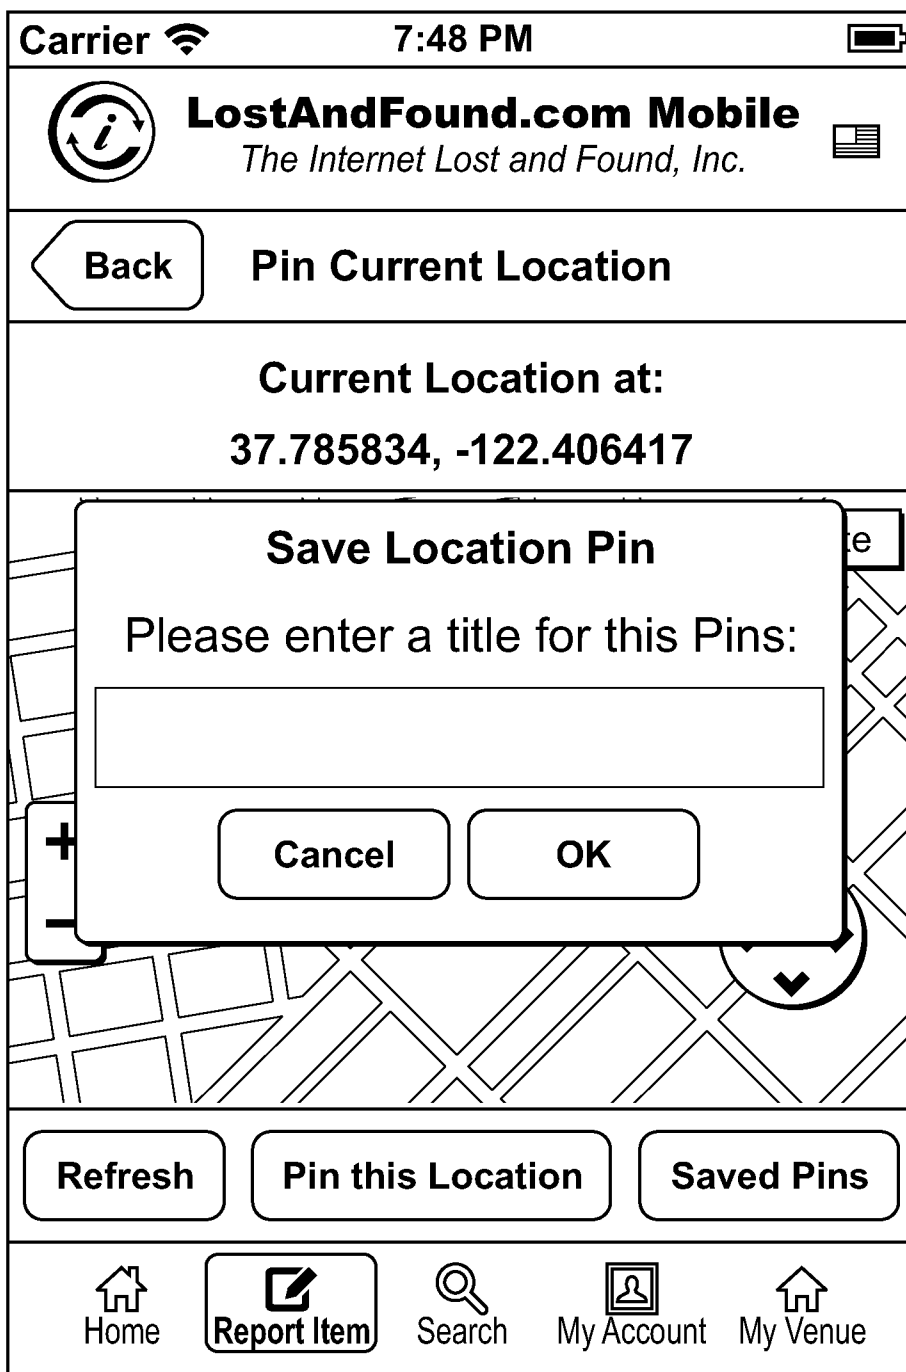 Carrier 7:48 PM
LostAndFound.com Mobile
The Internet Lost and Found, Inc.
Back Pin Current Location
Current Location at:
37.785834, -122.406417
Save Location Pin
Please enter a title for this Pins:
Cancel OK
Refresh Pin this Location Saved Pins
Home Report Item Search My Account My Venue